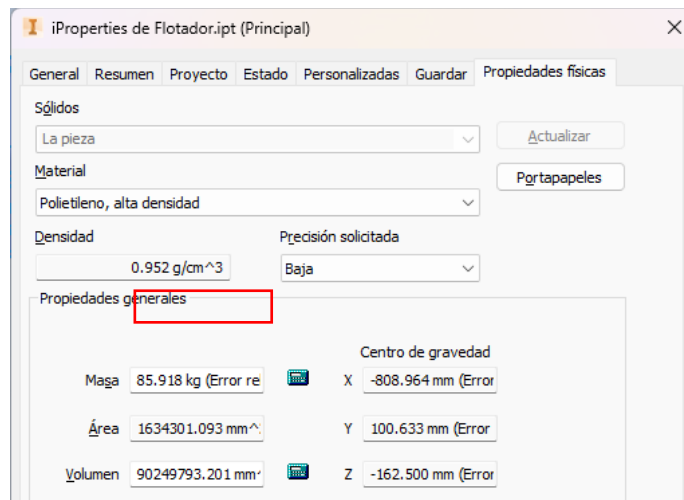 iProperties de Flotador.ipt (Principal)
General Resumen Proyecto Estado Personalizadas Guardar Propiedades físicas
Sólidos
La pieza
Actualizar
Material
Portapapeles
Polietileno, alta densidad
Densidad Precisión solicitada
0.952 g/cm^3 Baja
Propiedades generales
Centro de gravedad
Masa 85.918 kg (Error re X -808.964 mm (Error
Área 1634301.093 mm^ Y 100.633 mm (Error
Volumen 90249793.201 mm Z -162.500 mm (Error